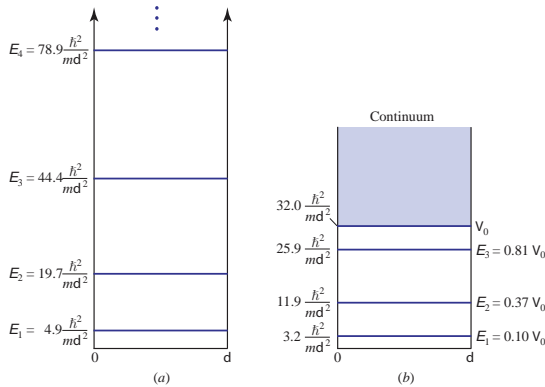 E₄ = 78.9 ℏ²/md²
E₃ = 44.4 ℏ²/md²
E₂ = 19.7 ℏ²/md²
E₁ = 4.9 ℏ²/md²
0 d
(a)
Continuum
32.0 ℏ²/md²
V₀
25.9 ℏ²/md² E₃ = 0.81 V₀
11.9 ℏ²/md² E₂ = 0.37 V₀
3.2 ℏ²/md² E₁ = 0.10 V₀
0 d
(b)